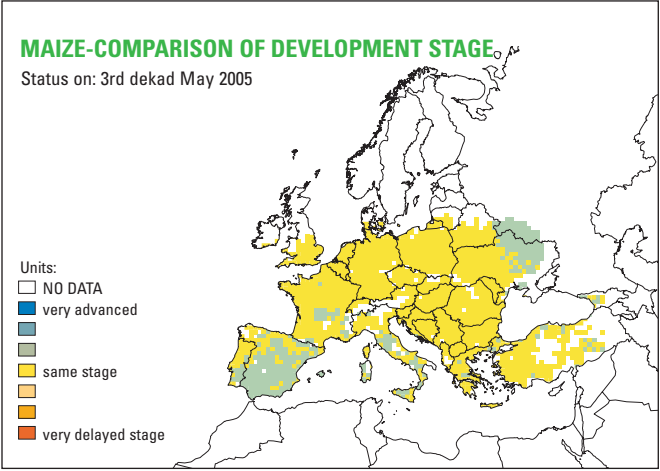 MAIZE-COMPARISON OF DEVELOPMENT STAGE
Status on: 3rd dekad May 2005
Units:
NO DATA
very advanced
same stage
very delayed stage